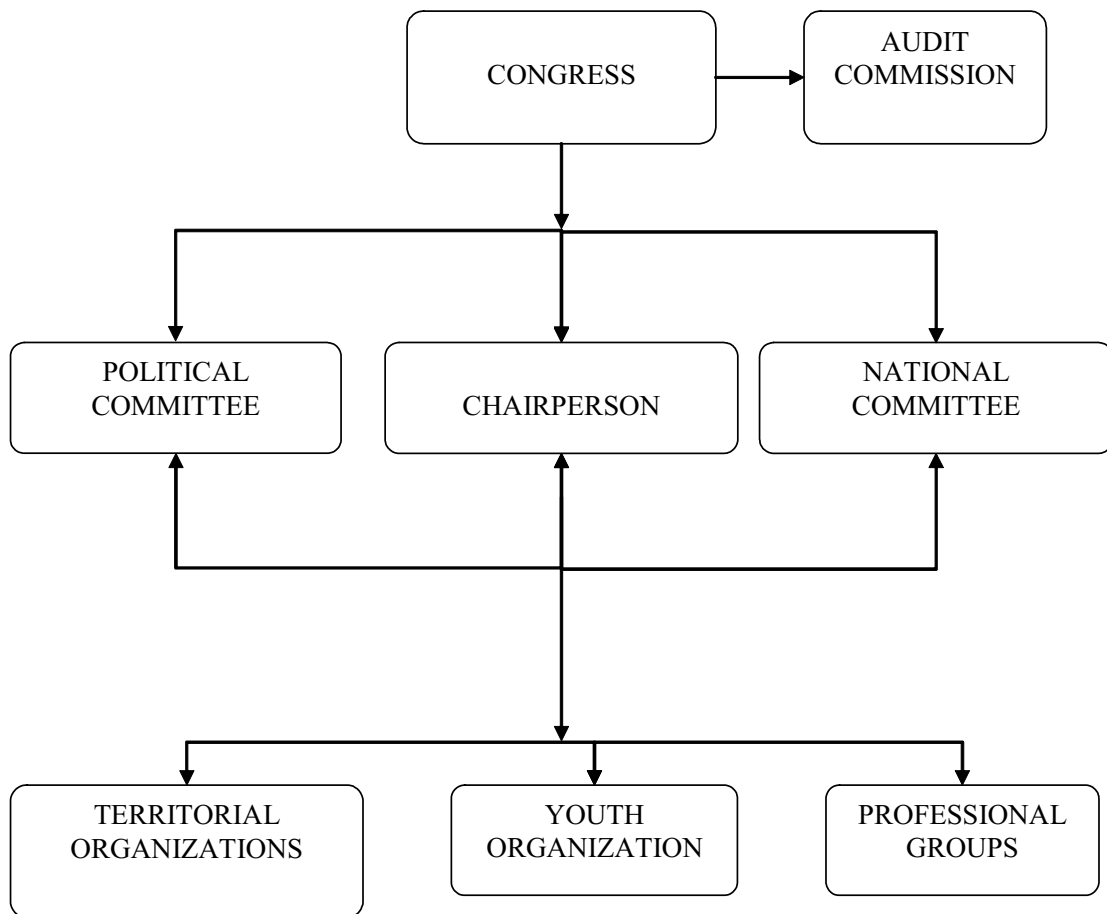 CONGRESS
AUDIT
COMMISSION
POLITICAL
COMMITTEE
CHAIRPERSON
NATIONAL
COMMITTEE
TERRITORIAL
ORGANIZATIONS
YOUTH
ORGANIZATION
PROFESSIONAL
GROUPS